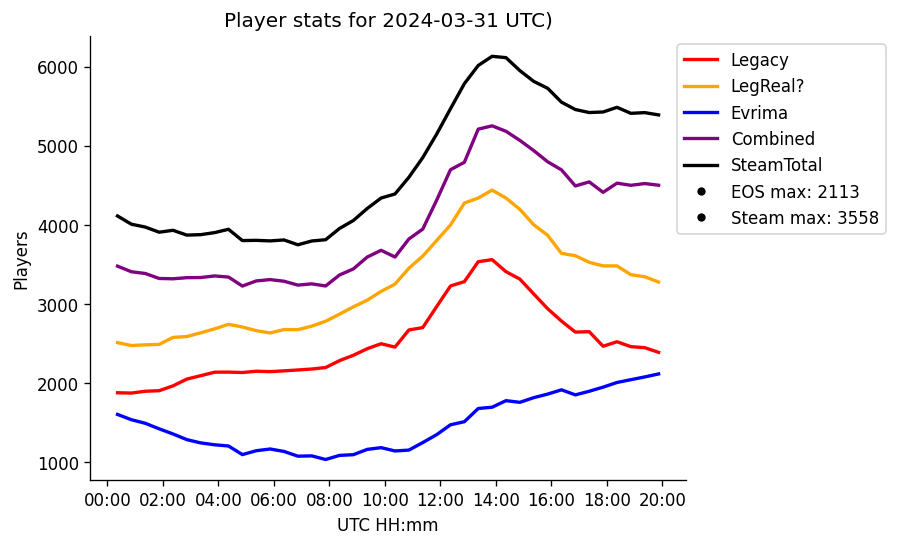 Player stats for 2024-03-31 UTC)
Players
6000
5000
4000
3000
2000
1000
00:00 02:00 04:00 06:00 08:00 10:00 12:00 14:00 16:00 18:00 20:00
UTC HH:mm
Legacy
LegReal?
Evrima
Combined
SteamTotal
EOS max: 2113
Steam max: 3558